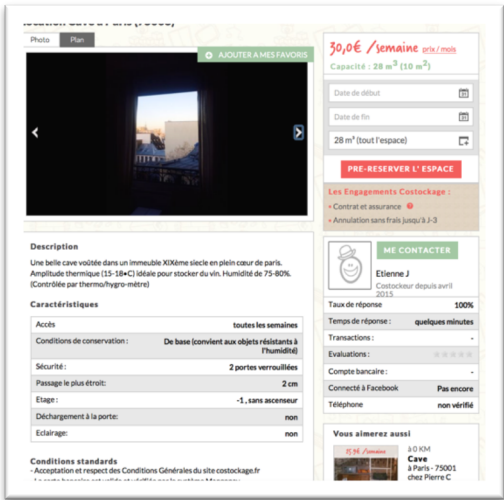 location cave à Paris (75003)
Photo
Plan
AJOUTER A MES FAVORIS
Description
Une belle cave voûtée dans un immeuble XIXème siecle en plein cœur de paris.
Amplitude thermique (15-18•C) idéale pour stocker du vin. Humidité de 75-80%.
(Contrôlée par thermo/hygro-mètre)
Caractéristiques
Accès toutes les semaines
Conditions de conservation : De base (convient aux objets résistants à
l'humidité)
Sécurité : 2 portes verrouillées
Passage le plus étroit: 2 cm
Etage : -1 , sans ascenseur
Déchargement à la porte: non
Eclairage: non
Conditions standards
- Acceptation et respect des Conditions Générales du site costockage.fr
30,0€ /semaine prix / mois
Capacité : 28 m³ (10 m²)
Date de début
Date de fin
28 m³ (tout l'espace)
PRE-RESERVER L' ESPACE
Les Engagements Costockage :
• Contrat et assurance
• Annulation sans frais jusqu'à J-3
ME CONTACTER
Etienne J
Costockeur depuis avril
2015
Taux de réponse 100%
Temps de réponse : quelques minutes
Transactions : -
Evaluations :
Compte bancaire : -
Connecté à Facebook Pas encore
Téléphone non vérifié
Vous aimerez aussi
15.8€ /semaine
à 0 KM
Cave
à Paris - 75001
chez Pierre C